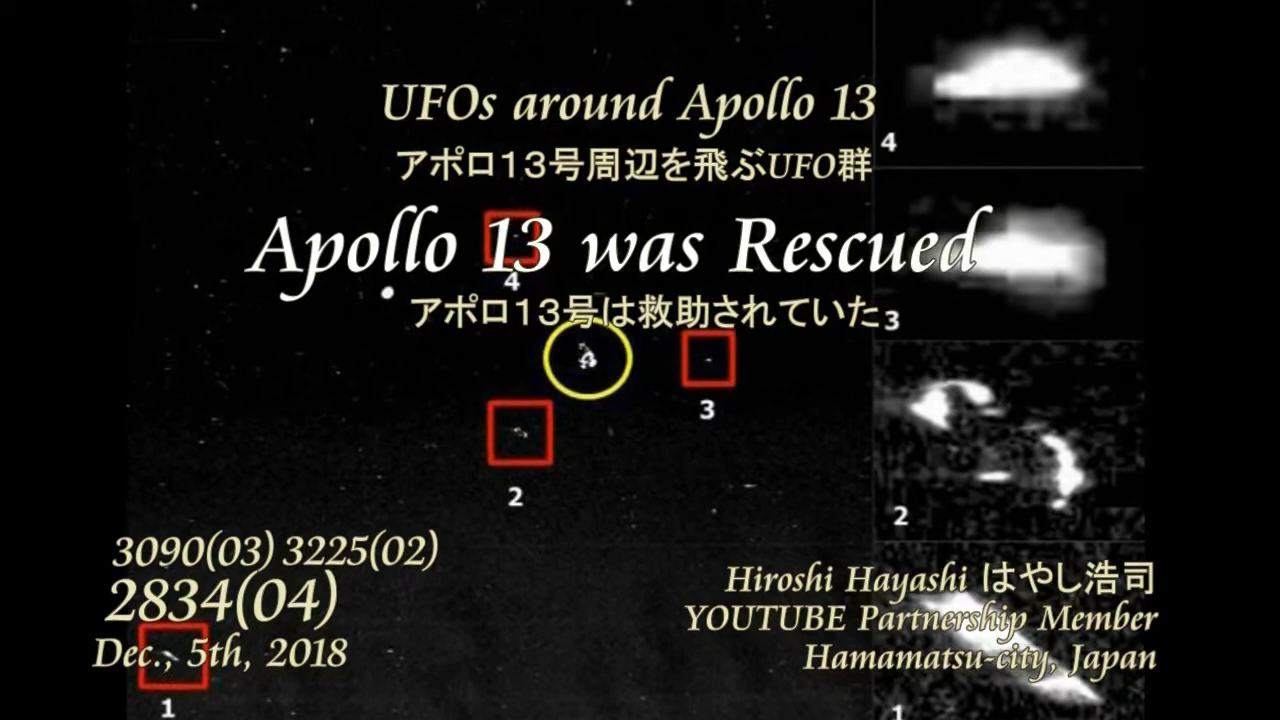 UFOs around Apollo 13
アポロ13号周辺を飛ぶUFO群
Apollo 13 was Rescued
アポロ13号は救助されていた
4
3
2
1
4
3
2
1
3090(03) 3225(02)
2834(04)
Dec., 5th, 2018
Hiroshi Hayashi はやし浩司
YOUTUBE Partnership Member
Hamamatsu-city, Japan